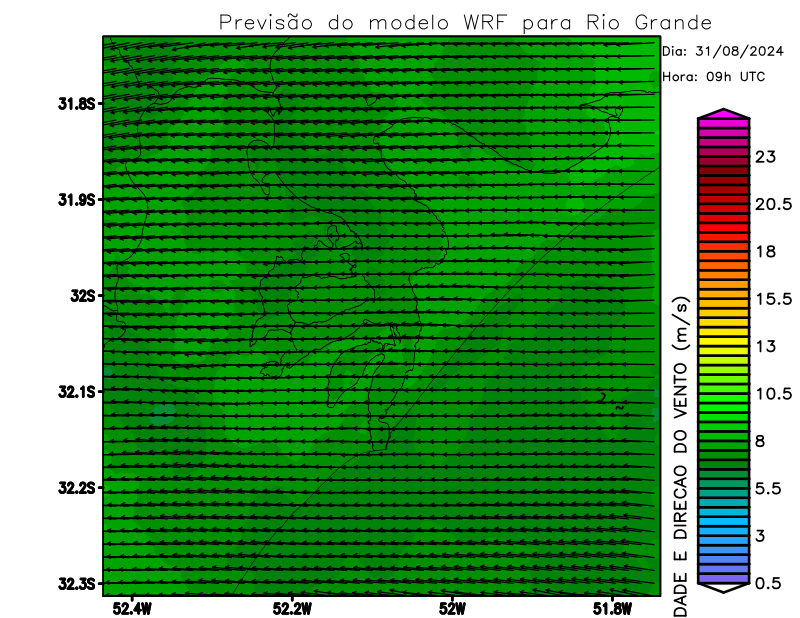 Previsão do modelo WRF para Rio Grande
Dia: 31/08/2024
Hora: 09h UTC
31.8S
31.9S
32S
32.1S
32.2S
32.3S
52.4W
52.2W
52W
51.8W
DADE E DIRECAO DO VENTO (m/s)
23
20.5
18
15.5
13
10.5
8
5.5
3
0.5